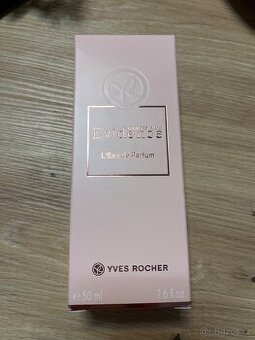 Evidence
L'Eau de Parfum
YVES ROCHER
e 50 ml 1.6 fl.oz.